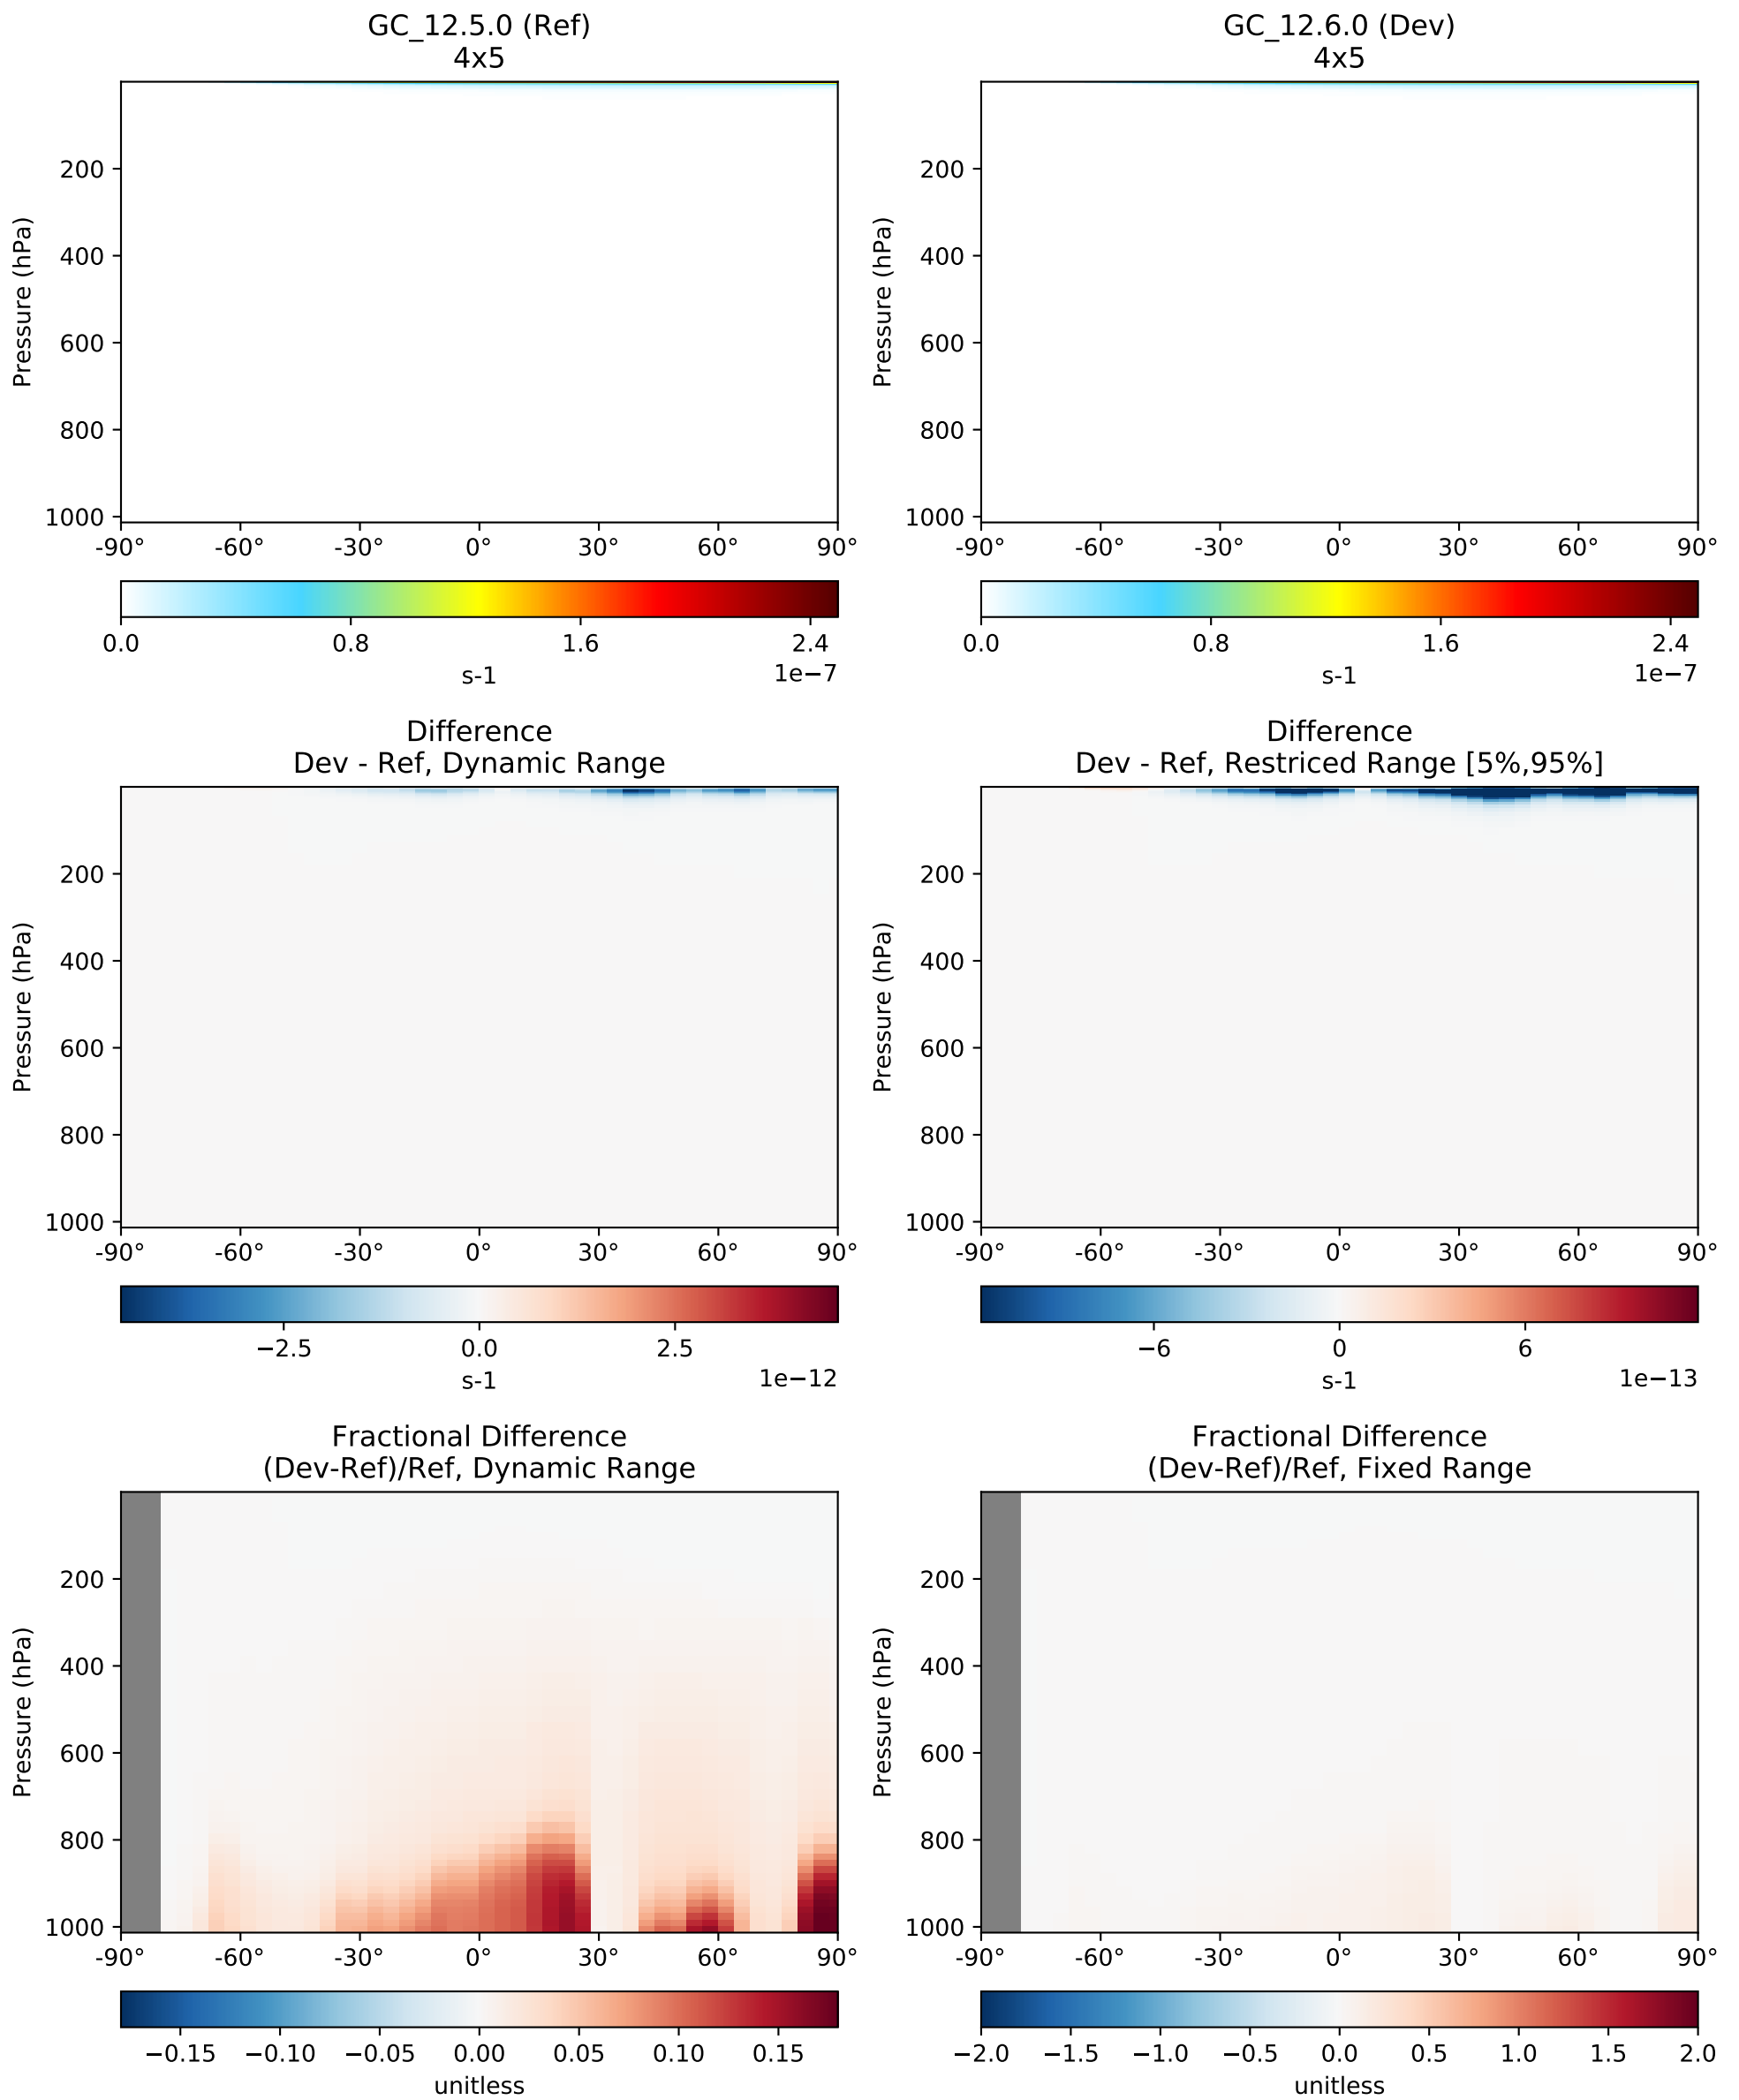 GC_12.5.0 (Ref)
4x5
GC_12.6.0 (Dev)
4x5
Pressure (hPa)
200
400
600
800
1000
-90° -60° -30° 0° 30° 60° 90°
0.0 0.8 1.6 2.4
s-1
1e−7
Pressure (hPa)
200
400
600
800
1000
-90° -60° -30° 0° 30° 60° 90°
0.0 0.8 1.6 2.4
s-1
1e−7
Difference
Dev - Ref, Dynamic Range
Difference
Dev - Ref, Restriced Range [5%,95%]
Pressure (hPa)
200
400
600
800
1000
-90° -60° -30° 0° 30° 60° 90°
−2.5 0.0 2.5
s-1
1e−12
Pressure (hPa)
200
400
600
800
1000
-90° -60° -30° 0° 30° 60° 90°
−6 0 6
s-1
1e−13
Fractional Difference
(Dev-Ref)/Ref, Dynamic Range
Fractional Difference
(Dev-Ref)/Ref, Fixed Range
Pressure (hPa)
200
400
600
800
1000
-90° -60° -30° 0° 30° 60° 90°
−0.15 −0.10 −0.05 0.00 0.05 0.10 0.15
unitless
Pressure (hPa)
200
400
600
800
1000
-90° -60° -30° 0° 30° 60° 90°
−2.0 −1.5 −1.0 −0.5 0.0 0.5 1.0 1.5 2.0
unitless